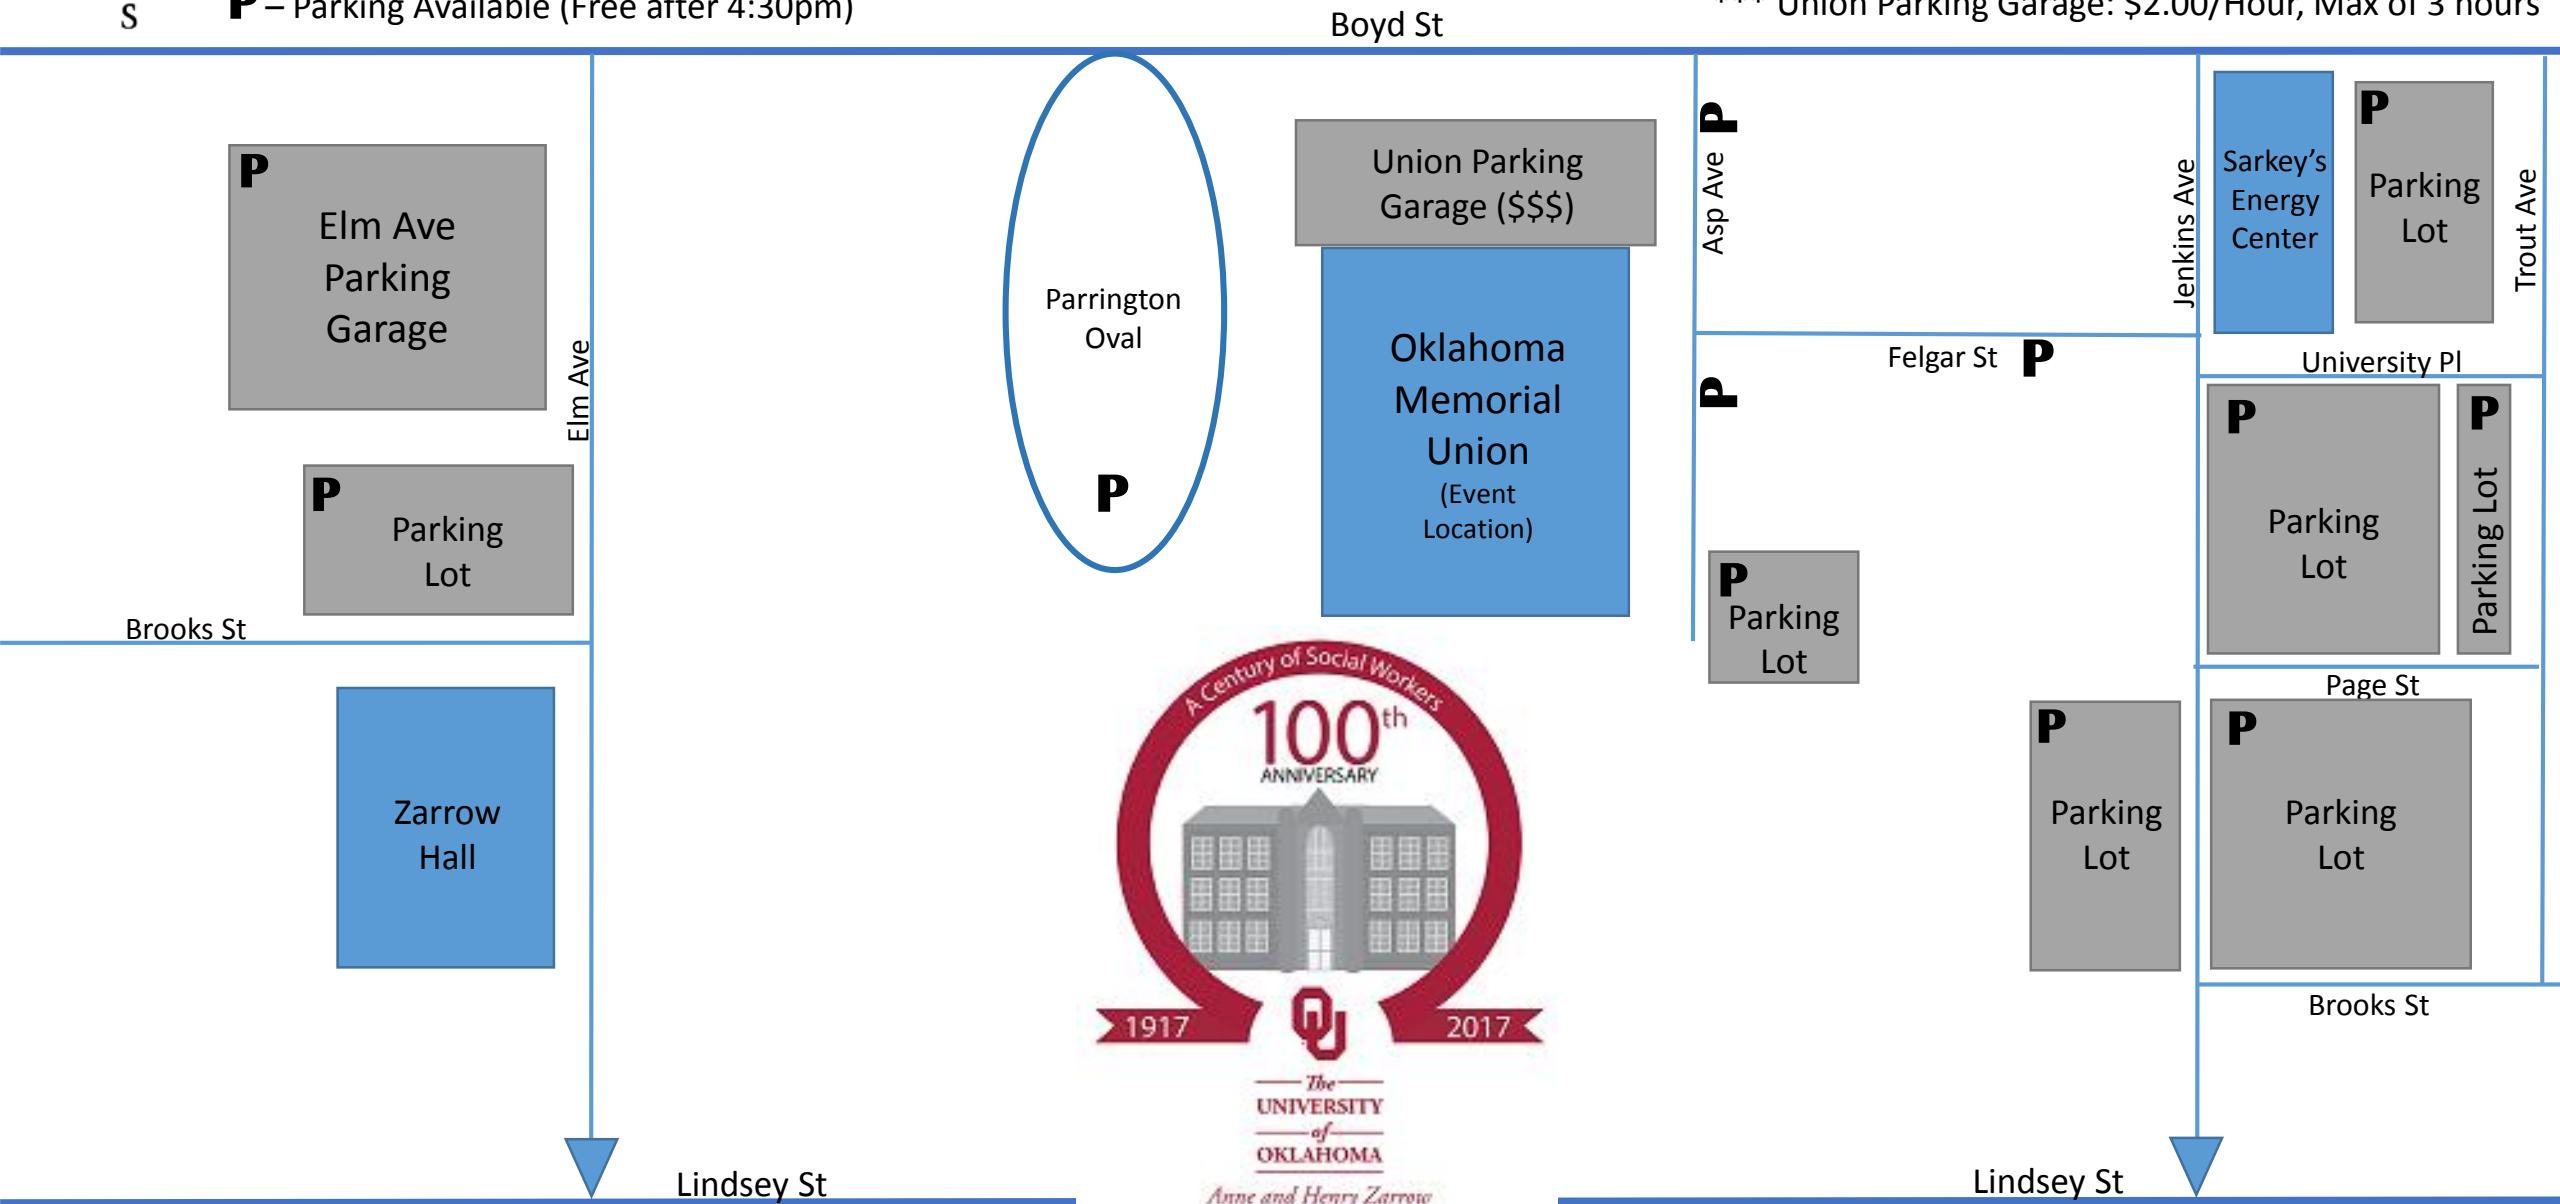 S
P – Parking Available (Free after 4:30pm)
*** Union Parking Garage: $2.00/Hour, Max of 3 hours
Boyd St
P
Elm Ave
Parking
Garage
Elm Ave
P
Parking
Lot
Brooks St
Zarrow
Hall
Parrington
Oval
P
Union Parking
Garage ($$$)
Oklahoma
Memorial
Union
(Event
Location)
P
Asp Ave
P
Felgar St P
P
Parking
Lot
Jenkins Ave
Sarkey’s
Energy
Center
P
Parking
Lot
Trout Ave
University Pl
P
Parking
Lot
P
Parking Lot
Page St
P
Parking
Lot
P
Parking
Lot
Brooks St
A Century of Social Workers
100th
ANNIVERSARY
1917
OU
2017
The
UNIVERSITY
of
OKLAHOMA
Anne and Henry Zarrow
Lindsey St
Lindsey St